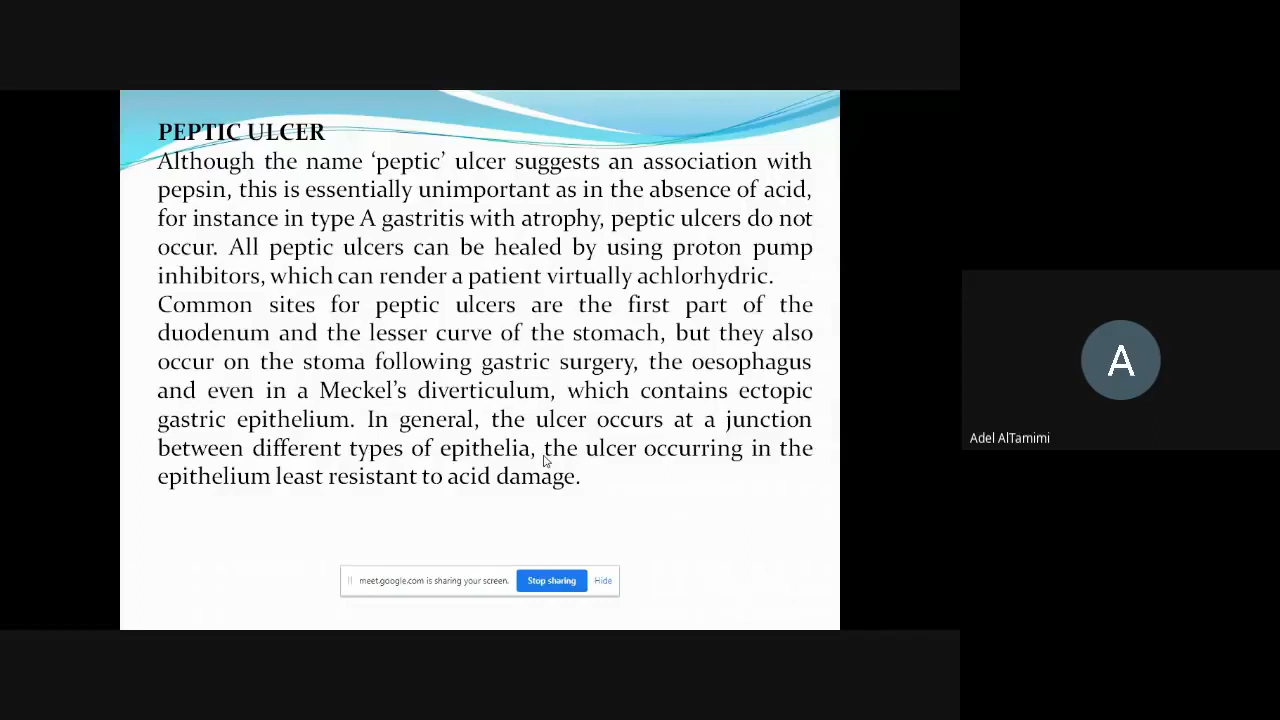 PEPTIC ULCER
Although the name ‘peptic’ ulcer suggests an association with
pepsin, this is essentially unimportant as in the absence of acid,
for instance in type A gastritis with atrophy, peptic ulcers do not
occur. All peptic ulcers can be healed by using proton pump
inhibitors, which can render a patient virtually achlorhydric.
Common sites for peptic ulcers are the first part of the
duodenum and the lesser curve of the stomach, but they also
occur on the stoma following gastric surgery, the oesophagus
and even in a Meckel’s diverticulum, which contains ectopic
gastric epithelium. In general, the ulcer occurs at a junction
between different types of epithelia, the ulcer occurring in the
epithelium least resistant to acid damage.
meet.google.com is sharing your screen. Stop sharing Hide
A
Adel AlTamimi